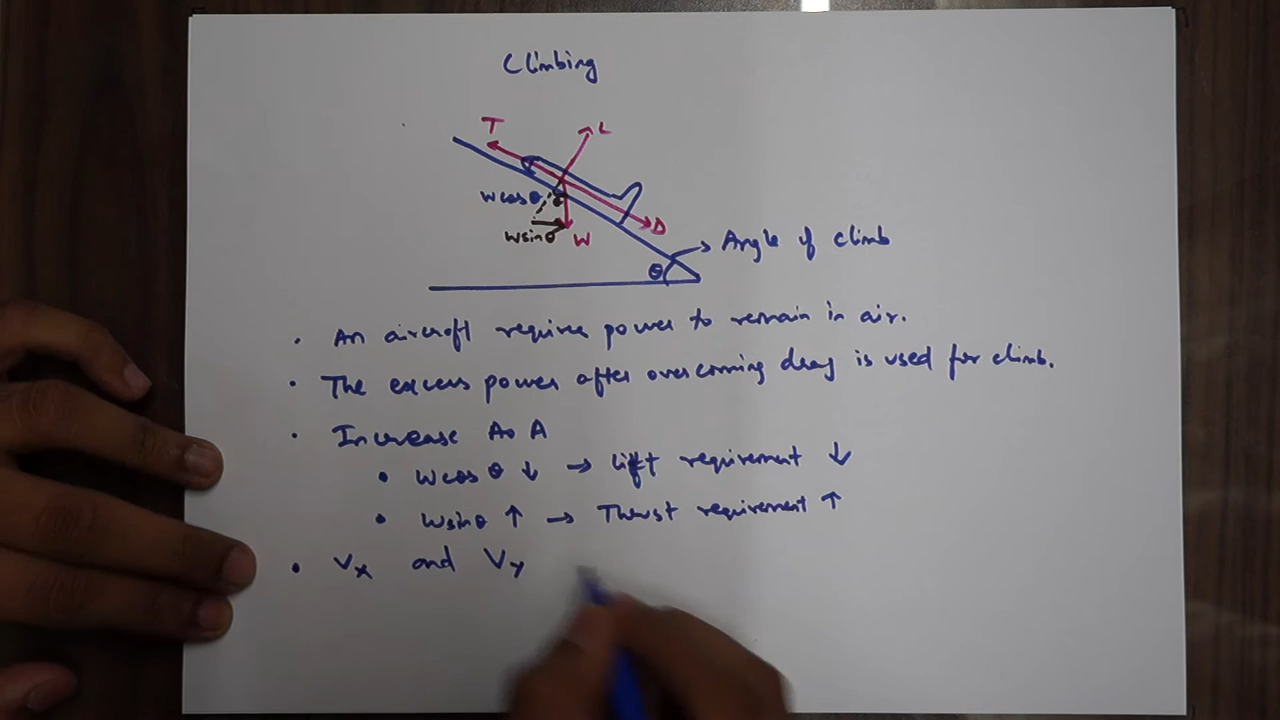 Climbing
T
L
Wcosθ
θ
D
Wsinθ
W
Angle of climb
θ
• An aircraft requires power to remain in air.
• The excess power after overcoming drag is used for climb.
• Increase AoA
• Wcosθ ↓ → lift requirement ↓
• Wsinθ ↑ → Thrust requirement ↑
• Vx and Vy